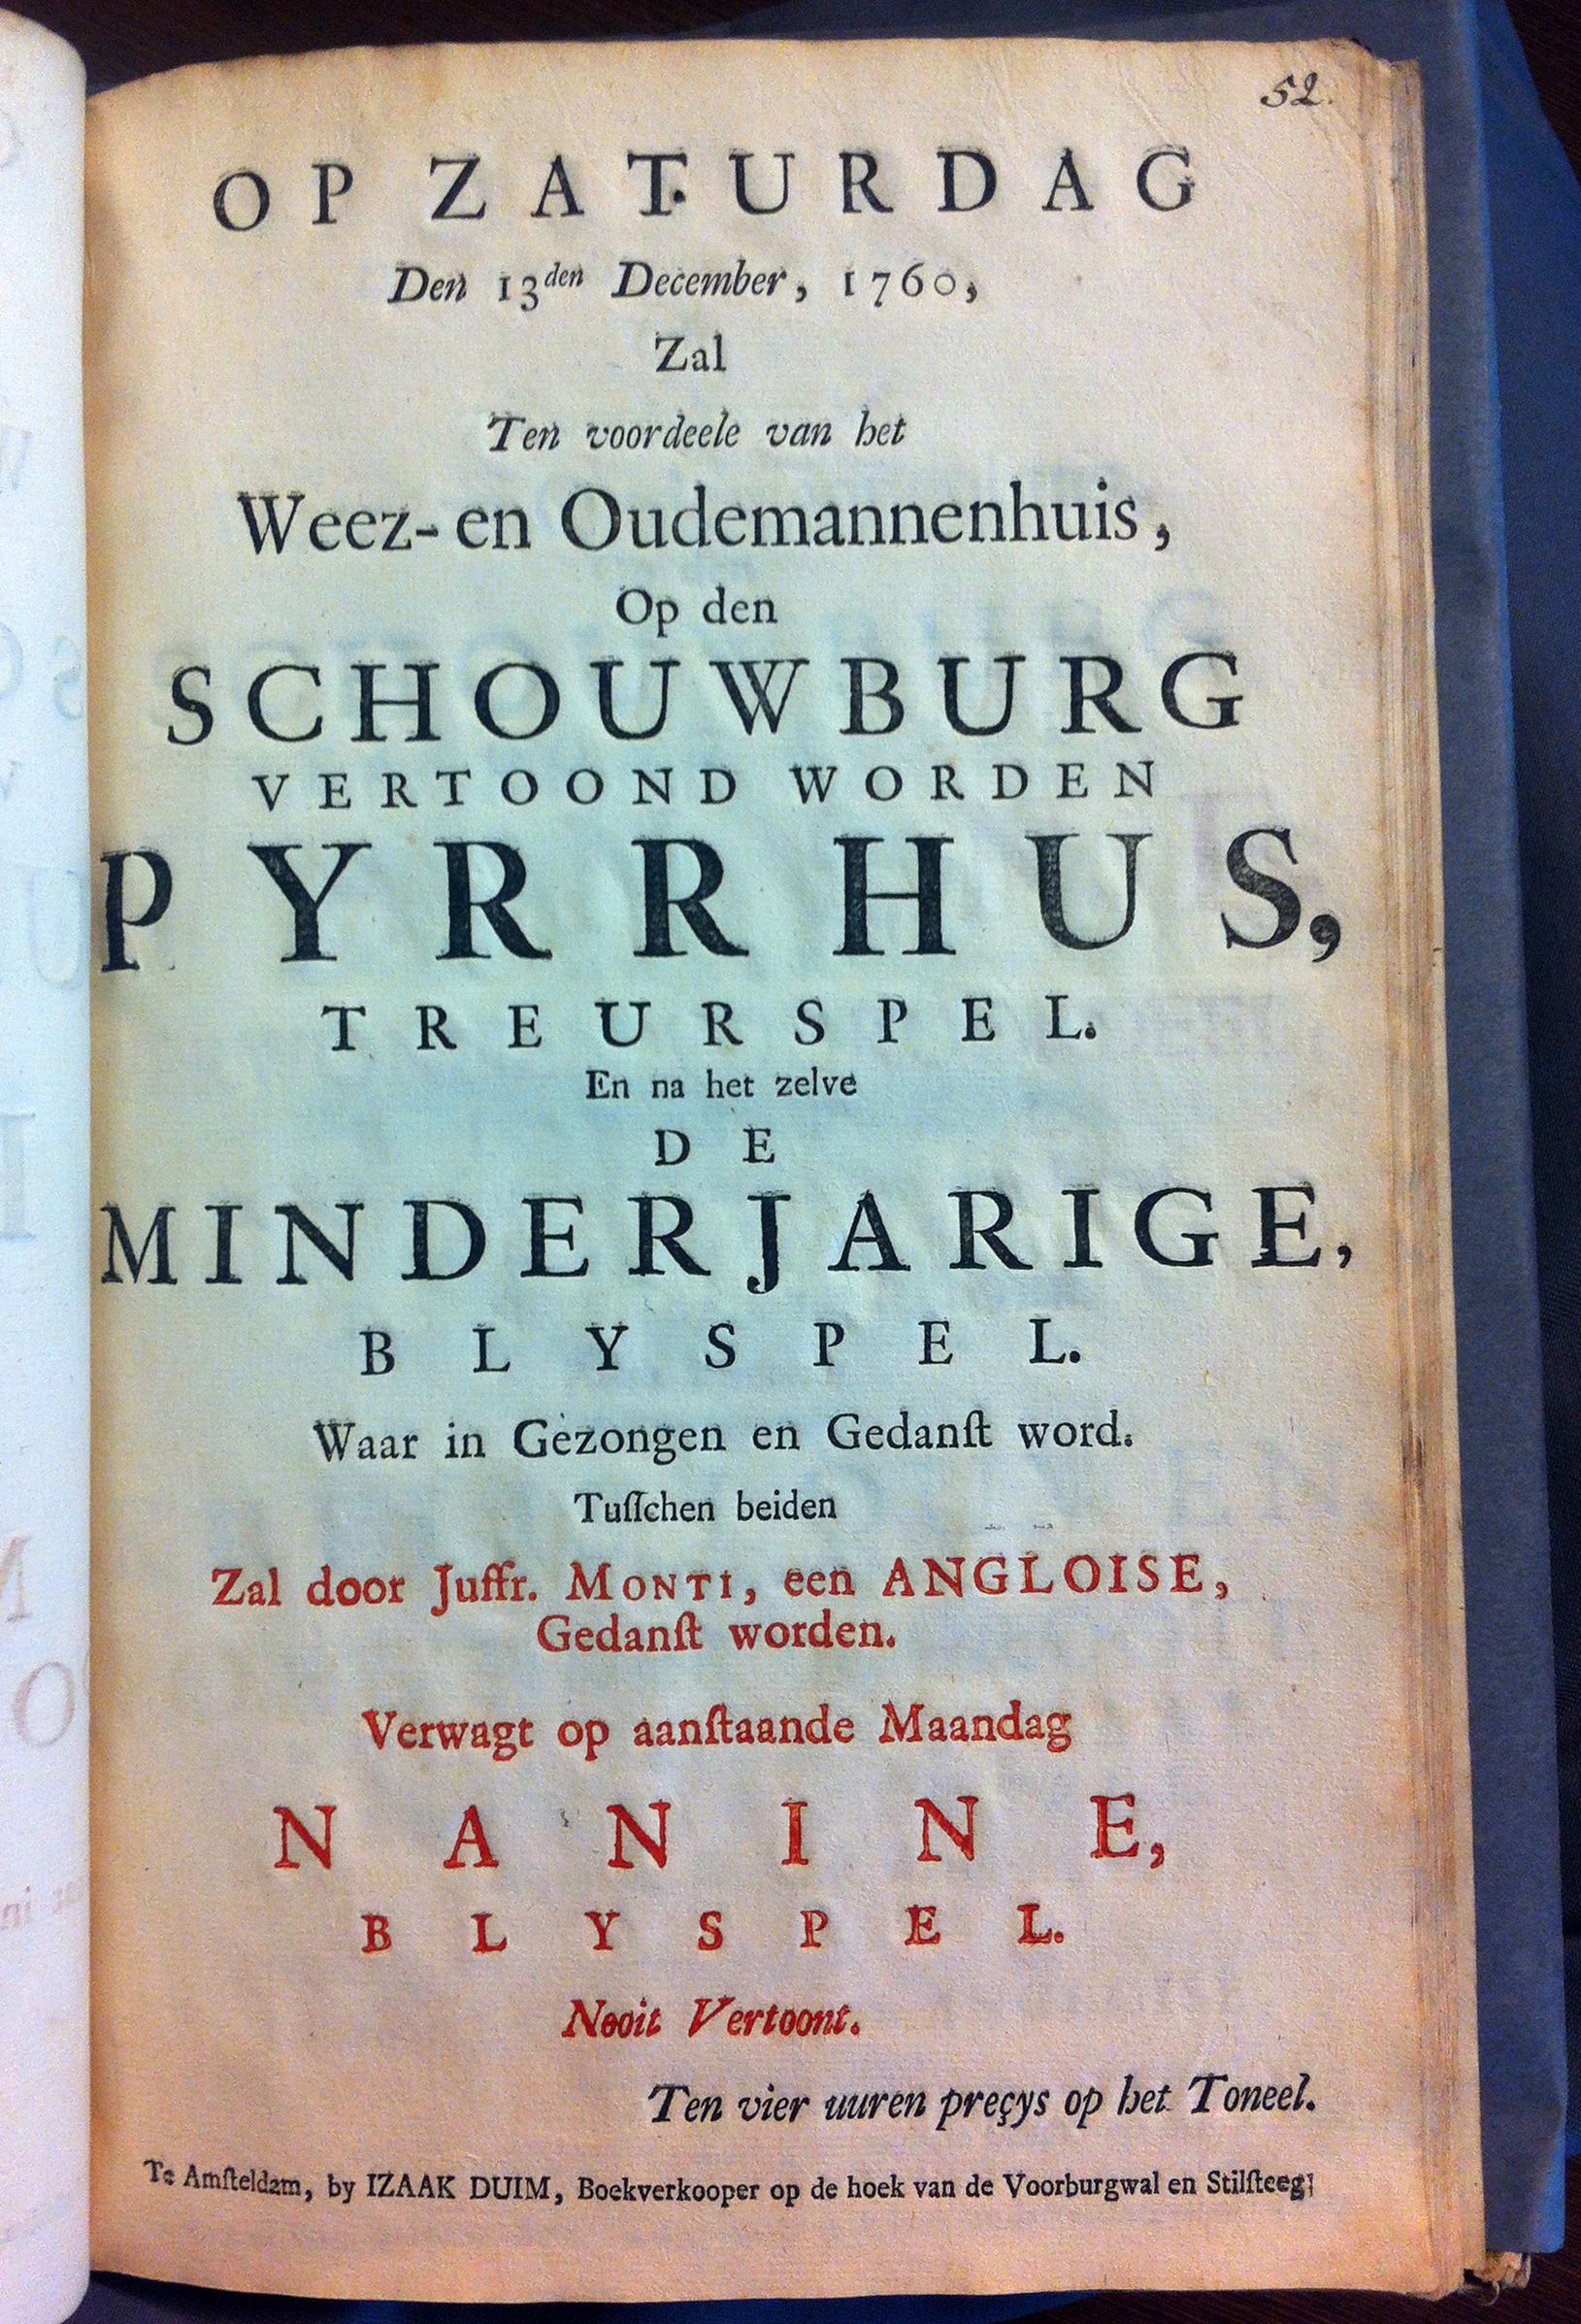 52.
OP ZATURDAG
Den 13den December, 1760,
Zal
Ten voordeele van het
Weez- en Oudemannenhuis,
Op den
SCHOUWBURG
VERTOOND WORDEN
PYRRHUS,
TREURSPEL.
En na het zelve
DE
MINDERJARIGE,
BLYSPEL.
Waar in Gezongen en Gedanſt word.
Tuſſchen beiden
Zal door Juffr. MONTI, een ANGLOISE,
Gedanſt worden.
Verwagt op aanſtaande Maandag
NANINE,
BLYSPEL.
Nooit Vertoont.
Ten vier uuren preçys op het Toneel.
Te Amſteldam, by IZAAK DUIM, Boekverkooper op de hoek van de Voorburgwal en Stilſteeg